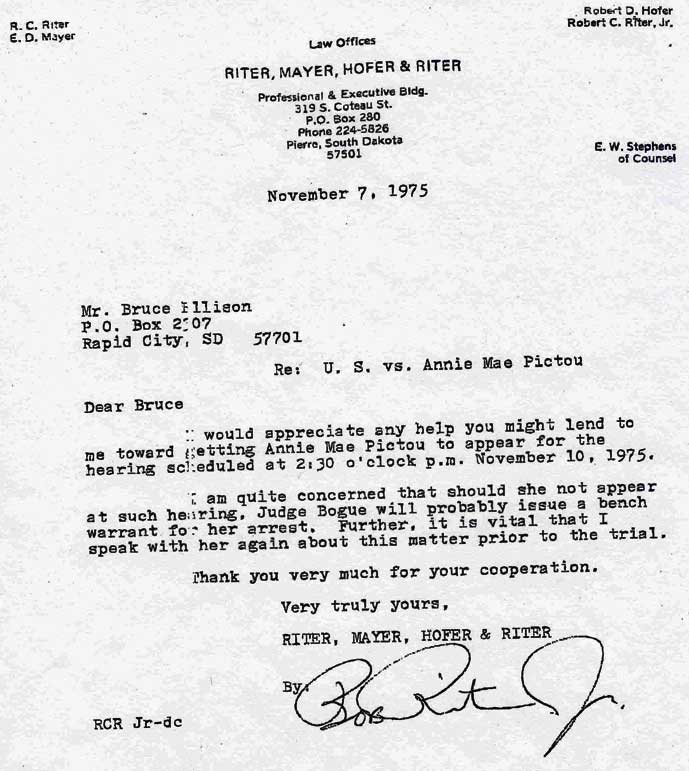 R. C. Riter
E. D. Mayer
Robert D. Hofer
Robert C. Riter, Jr.
Law Offices
RITER, MAYER, HOFER & RITER
Professional & Executive Bldg.
319 S. Coteau St.
P.O. Box 280
Phone 224-5826
Pierre, South Dakota
57501
E. W. Stephens
of Counsel
November 7, 1975
Mr. Bruce Ellison
P.O. Box
Rapid City, SD 57701
Re: U. S. vs. Annie Mae Pictou
Dear Bruce
I would appreciate any help you might lend to
me toward getting Annie Mae Pictou to appear for the
hearing scheduled at 2:30 o'clock p.m. November 10, 1975.
I am quite concerned that should she not appear
at such hearing, Judge Bogue will probably issue a bench
warrant for her arrest. Further, it is vital that I
speak with her again about this matter prior to the trial.
Thank you very much for your cooperation.
Very truly yours,
RITER, MAYER, HOFER & RITER
By: Bob Riter Jr.
RCR Jr-dc